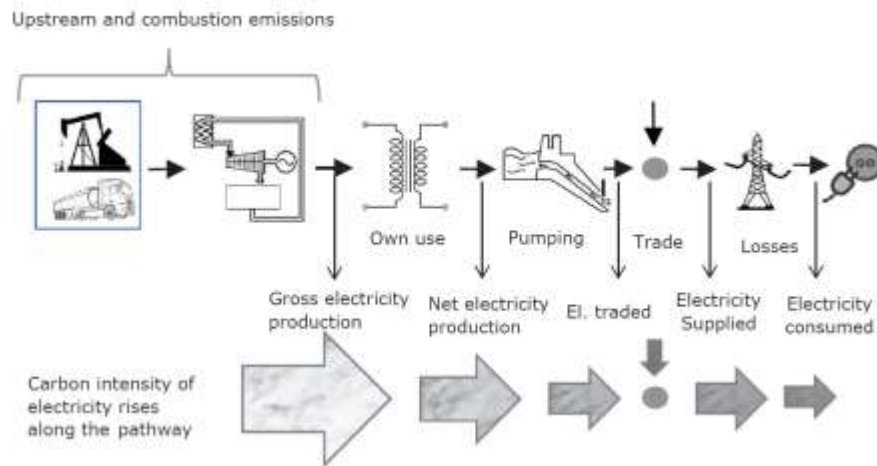 Upstream and combustion emissions
Own use
Pumping
Trade
Losses
Gross electricity
production
Net electricity
production
El. traded
Electricity
Supplied
Electricity
consumed
Carbon intensity of
electricity rises
along the pathway